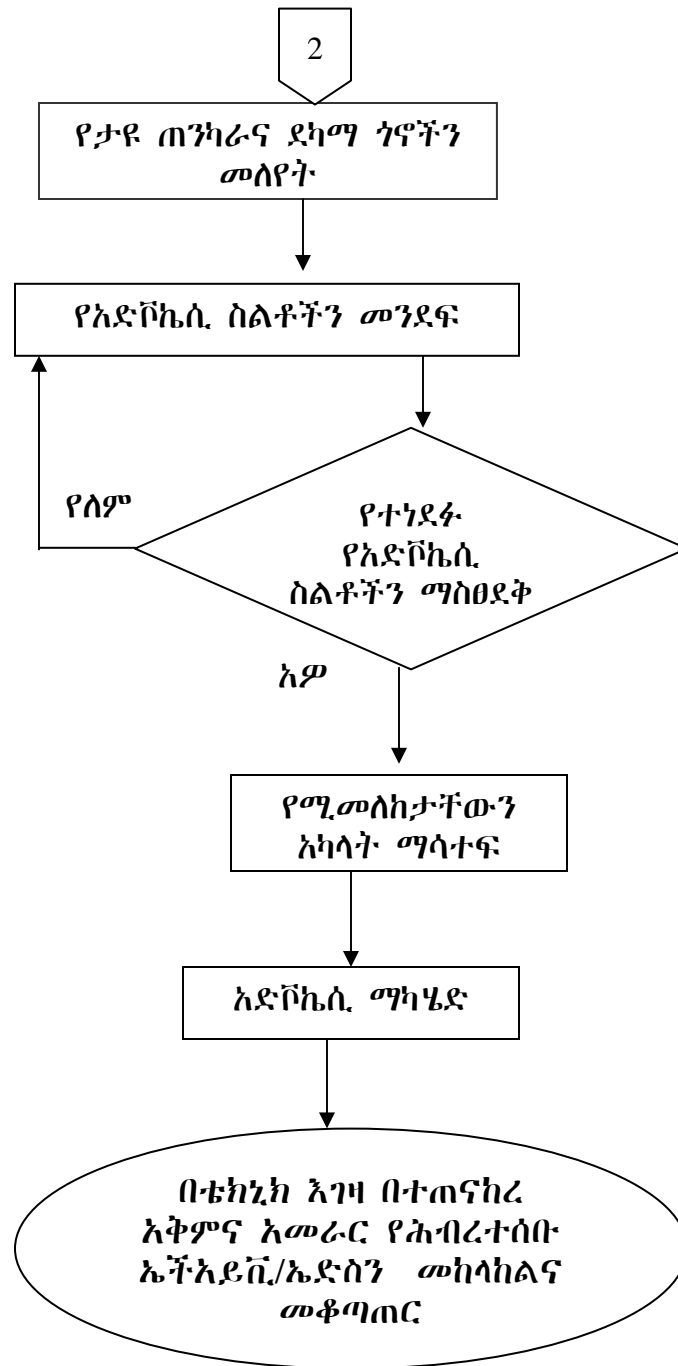 2
የታዩ ጠንካራና ደካማ ጎኖችን
መለየት
የአድቮኬሲ ስልቶችን መንደፍ
የለም
የተነደፉ
የአድቮኬሲ
ስልቶችን ማስፀደቅ
አዎ
የሚመለከታቸውን
አካላት ማሳተፍ
አድቮኬሲ ማካሄድ
በቴክኒክ እገዛ በተጠናከረ
አቅምና አመራር የሕብረተሰቡ
ኤችአይቪ/ኤድስን መከላከልና
መቆጣጠር